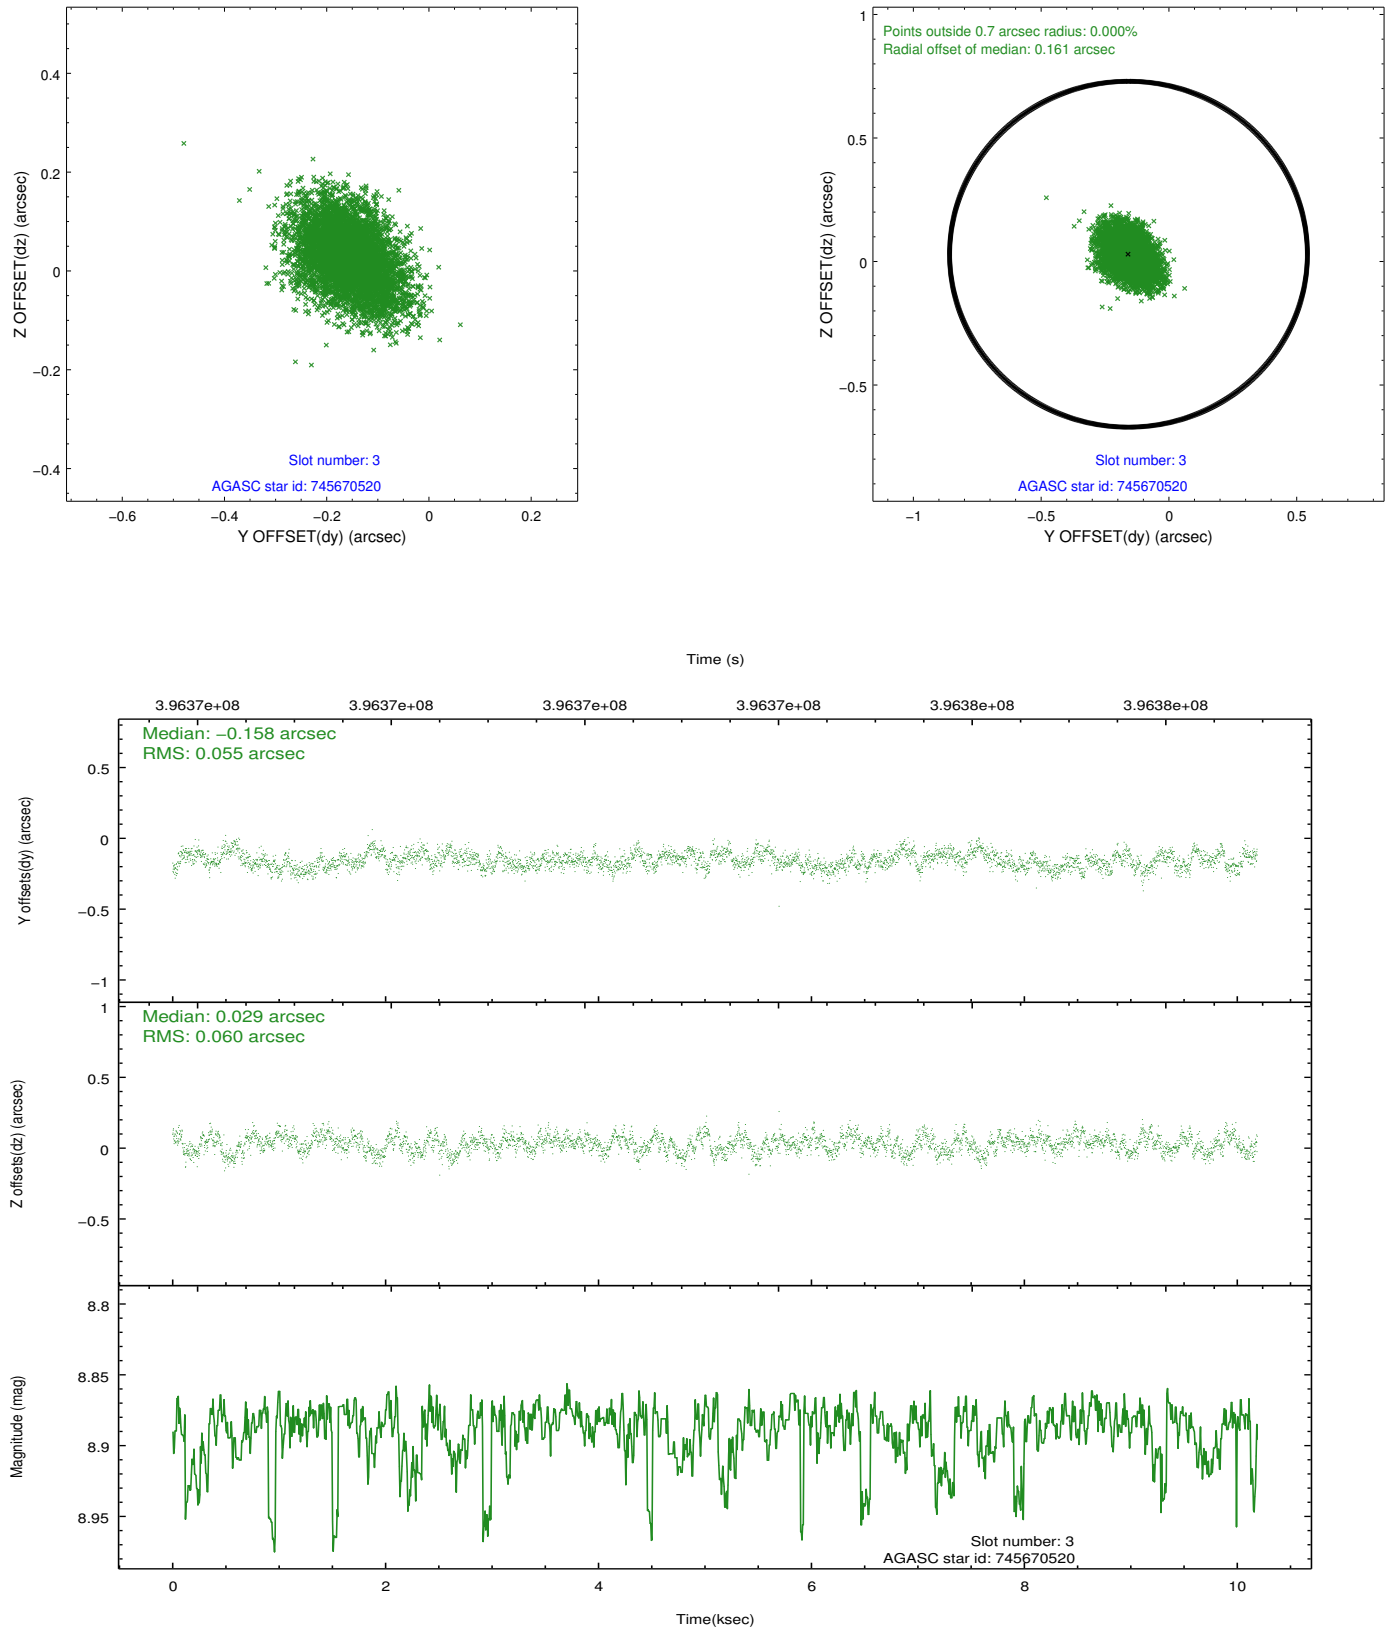 0.4
0.2
0
−0.2
−0.4
Z OFFSET(dz) (arcsec)
Slot number: 3
AGASC star id: 745670520
−0.6
−0.4
−0.2
0
0.2
Y OFFSET(dy) (arcsec)
Points outside 0.7 arcsec radius: 0.000%
Radial offset of median: 0.161 arcsec
1
0.5
0
−0.5
Z OFFSET(dz) (arcsec)
Slot number: 3
AGASC star id: 745670520
−1
−0.5
0
0.5
Y OFFSET(dy) (arcsec)
Time (s)
3.9637e+08
3.9637e+08
3.9637e+08
3.9637e+08
3.9638e+08
3.9638e+08
Median: −0.158 arcsec
RMS: 0.055 arcsec
0.5
0
−0.5
−1
Y offsets(dy) (arcsec)
Median: 0.029 arcsec
RMS: 0.060 arcsec
1
0.5
0
−0.5
Z offsets(dz) (arcsec)
8.8
8.85
8.9
8.95
Magnitude (mag)
Slot number: 3
AGASC star id: 745670520
0
2
4
6
8
10
Time(ksec)